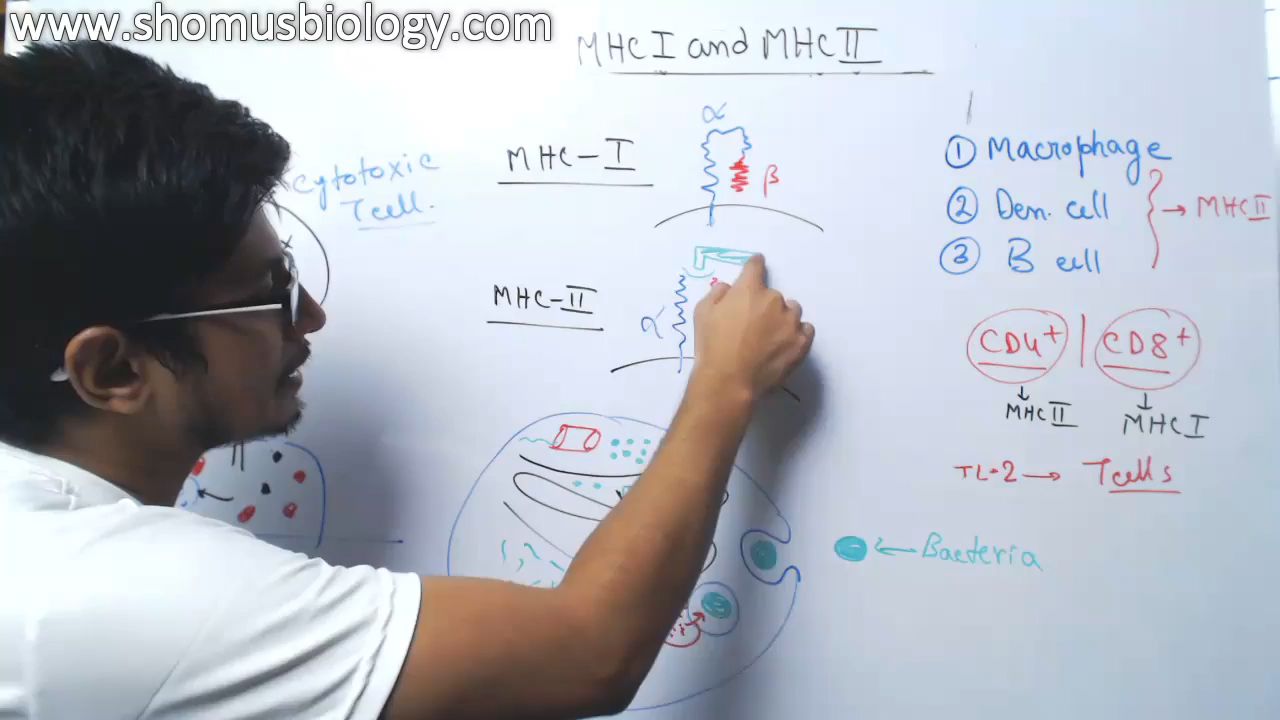 www.shomusbiology.com
MHC I and MHC II
α
MHC-I
β
Cytotoxic
T cell.
MHC-II
α
① Macrophage
② Den. cell
③ B cell
→ MHC II
CD4+ | CD8+
↓ ↓
MHC II MHC I
IL-2 → T cells
← Bacteria